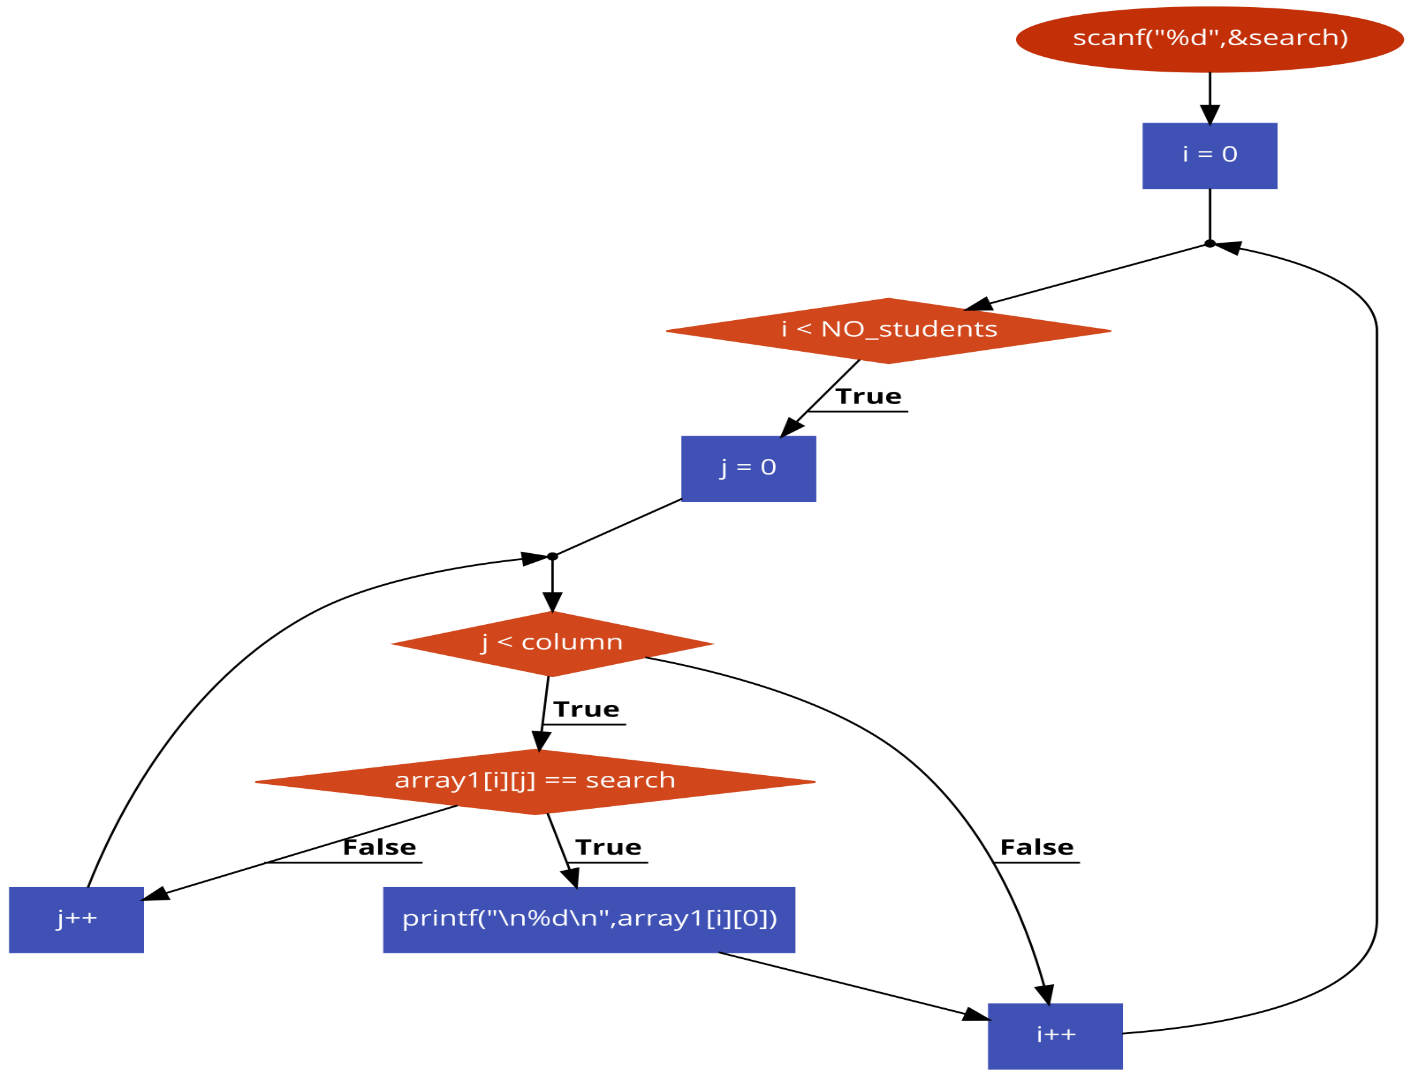 scanf("%d",&search)
i = 0
i < NO_students
True
j = 0
j < column
True
array1[i][j] == search
False
True
False
j++
printf("\n%d\n",array1[i][0])
i++